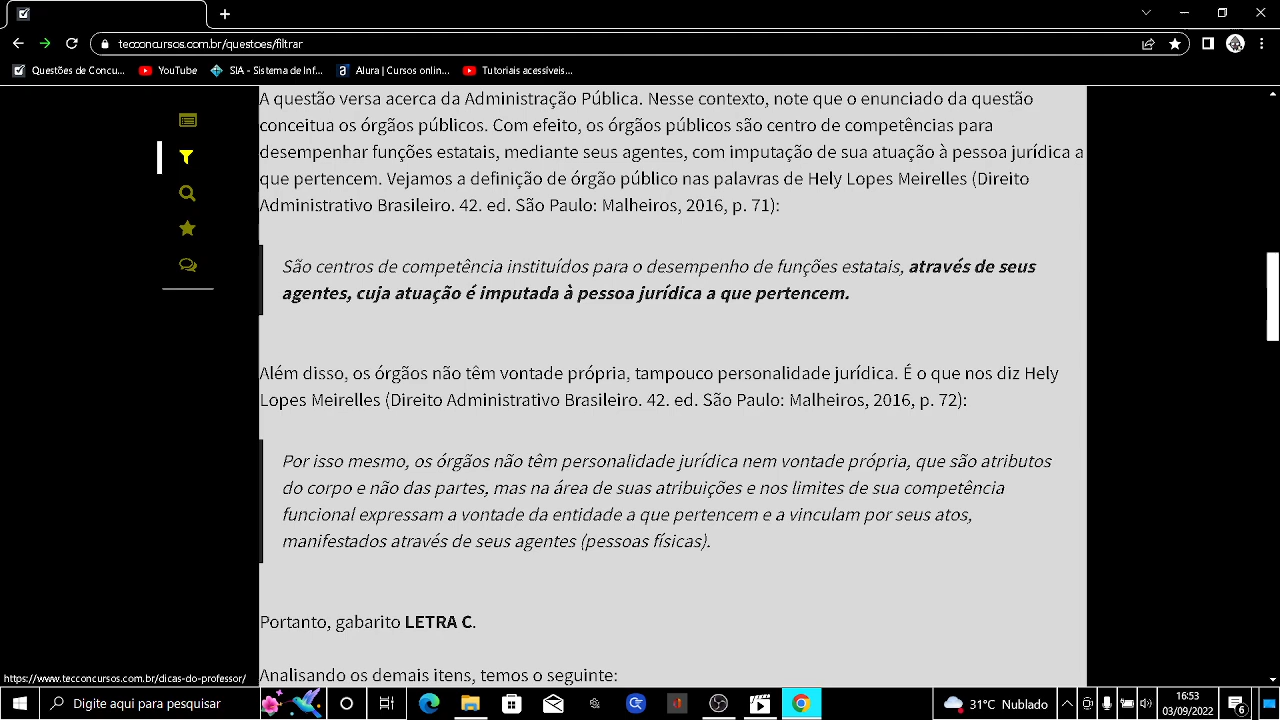 tecconcursos.com.br/questoes/filtrar
Questões de Concu...
YouTube
SIA - Sistema de Inf...
Alura | Cursos onlin...
Tutoriais acessíveis...
A questão versa acerca da Administração Pública. Nesse contexto, note que o enunciado da questão
conceitua os órgãos públicos. Com efeito, os órgãos públicos são centro de competências para
desempenhar funções estatais, mediante seus agentes, com imputação de sua atuação à pessoa jurídica a
que pertencem. Vejamos a definição de órgão público nas palavras de Hely Lopes Meirelles (Direito
Administrativo Brasileiro. 42. ed. São Paulo: Malheiros, 2016, p. 71):
São centros de competência instituídos para o desempenho de funções estatais, através de seus
agentes, cuja atuação é imputada à pessoa jurídica a que pertencem.
Além disso, os órgãos não têm vontade própria, tampouco personalidade jurídica. É o que nos diz Hely
Lopes Meirelles (Direito Administrativo Brasileiro. 42. ed. São Paulo: Malheiros, 2016, p. 72):
Por isso mesmo, os órgãos não têm personalidade jurídica nem vontade própria, que são atributos
do corpo e não das partes, mas na área de suas atribuições e nos limites de sua competência
funcional expressam a vontade da entidade a que pertencem e a vinculam por seus atos,
manifestados através de seus agentes (pessoas físicas).
Portanto, gabarito LETRA C.
Analisando os demais itens, temos o seguinte:
https://www.tecconcursos.com.br/dicas-do-professor/
Digite aqui para pesquisar
31°C Nublado
16:53
03/09/2022
6